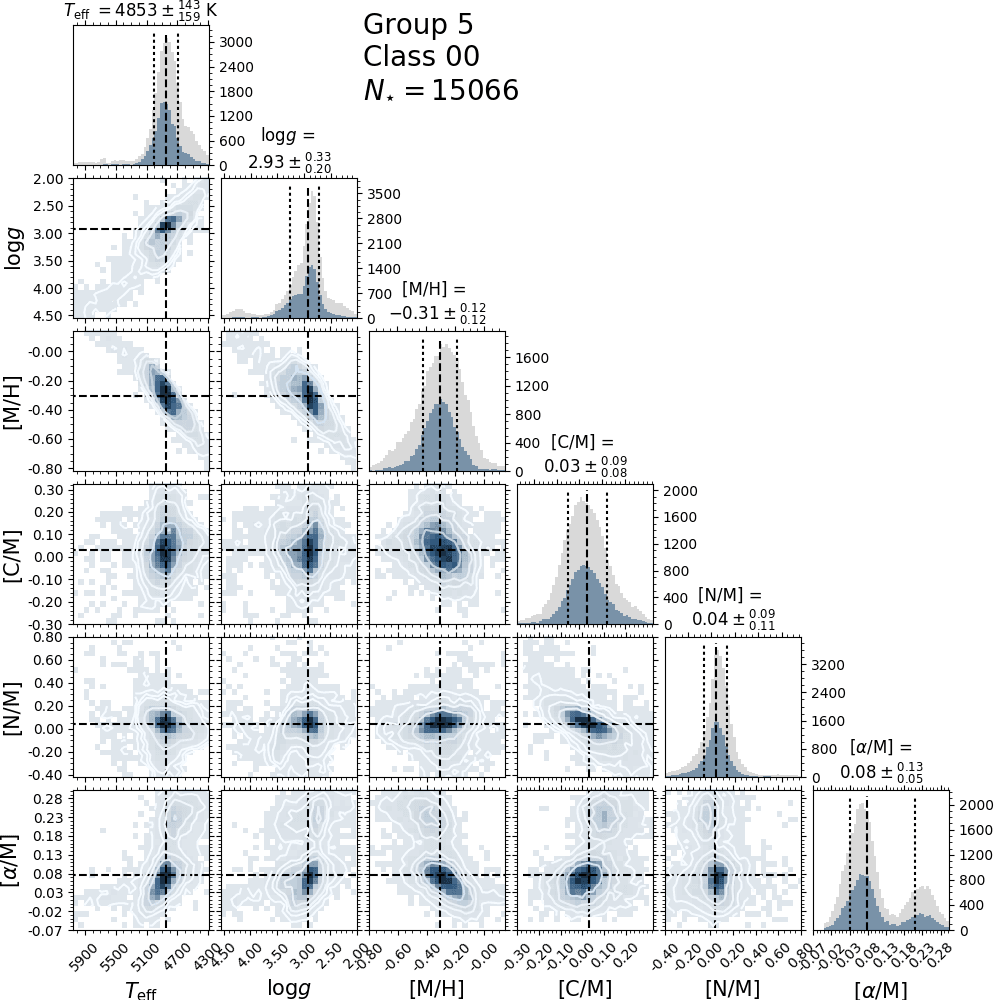 T_eff = 4853 ± 143 159 K
Group 5
Class 00
N⋆ = 15066
3000
2400
1800
1200
600
0
logg =
2.93 ± 0.33 0.20
logg
2.00
2.50
3.00
3.50
4.00
4.50
3500
2800
2100
1400
700
0
[M/H] =
−0.31 ± 0.12 0.12
[M/H]
-0.00
-0.20
-0.40
-0.60
-0.80
1600
1200
800
400
0
[C/M] =
0.03 ± 0.09 0.08
[C/M]
0.30
0.20
0.10
0.00
-0.10
-0.20
-0.30
2000
1600
1200
800
400
0
[N/M] =
0.04 ± 0.09 0.11
[N/M]
0.80
0.60
0.40
0.20
0.00
-0.20
-0.40
3200
2400
1600
800
0
[α/M] =
0.08 ± 0.13 0.05
[α/M]
0.28
0.23
0.18
0.13
0.08
0.03
-0.02
-0.07
2000
1600
1200
800
400
0
5900 5500 5100 4700 4300
4.50 4.00 3.50 3.00 2.50 2.00
-0.80 -0.60 -0.40 -0.20 -0.00
-0.30 -0.20 -0.10 0.00 0.10 0.20
-0.40 -0.20 0.00 0.20 0.40 0.60 0.80
-0.07 -0.02 0.03 0.08 0.13 0.18 0.23 0.28
T_eff logg [M/H] [C/M] [N/M] [α/M]